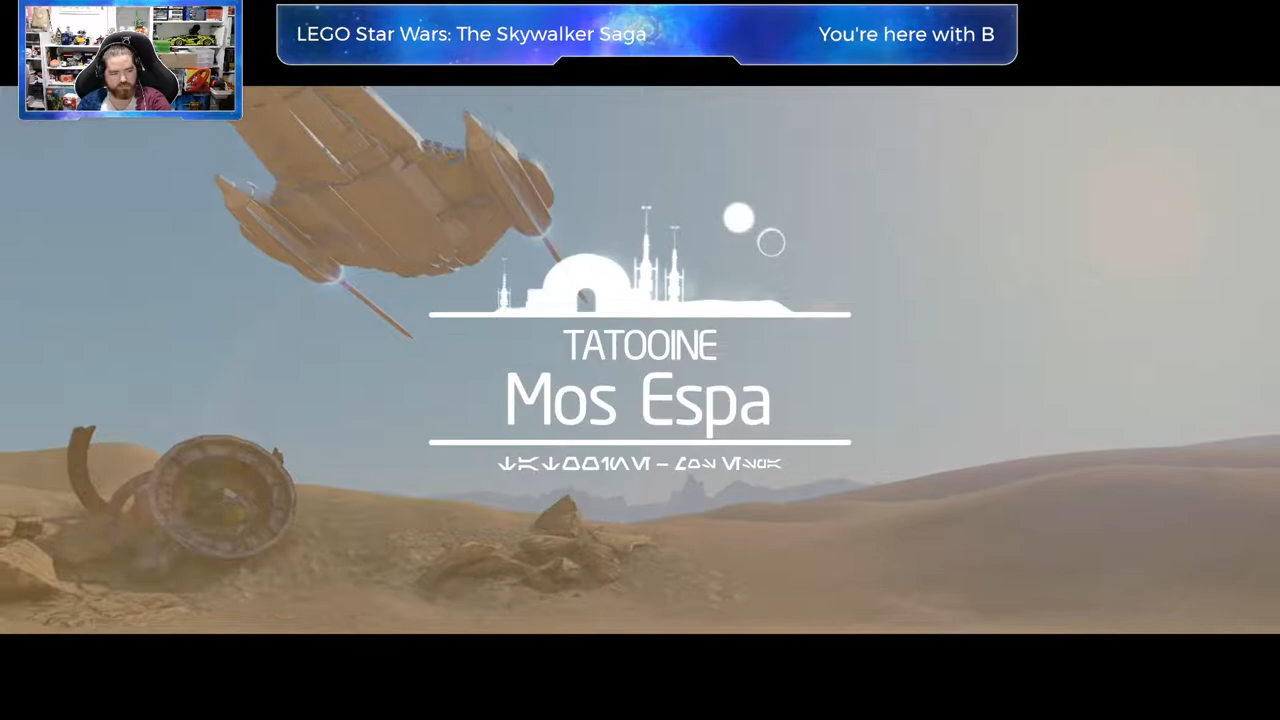 LEGO Star Wars: The Skywalker Saga
You're here with B
TATOOINE
Mos Espa